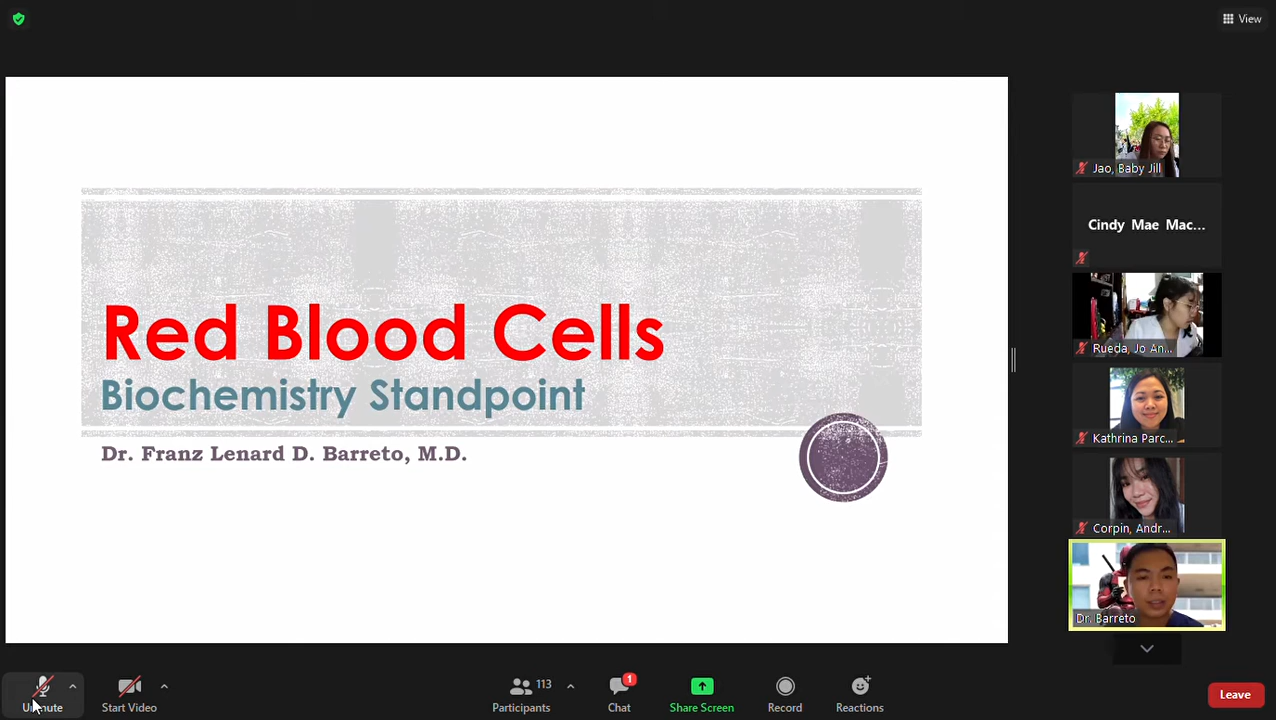 View
Red Blood Cells
Biochemistry Standpoint
Dr. Franz Lenard D. Barreto, M.D.
Jao, Baby Jill
Cindy Mae Mac...
Rueda, Jo An...
Kathrina Parc...
Corpin, Andr...
Dr. Barreto
Unmute
Start Video
113
Participants
1
Chat
Share Screen
Record
Reactions
Leave